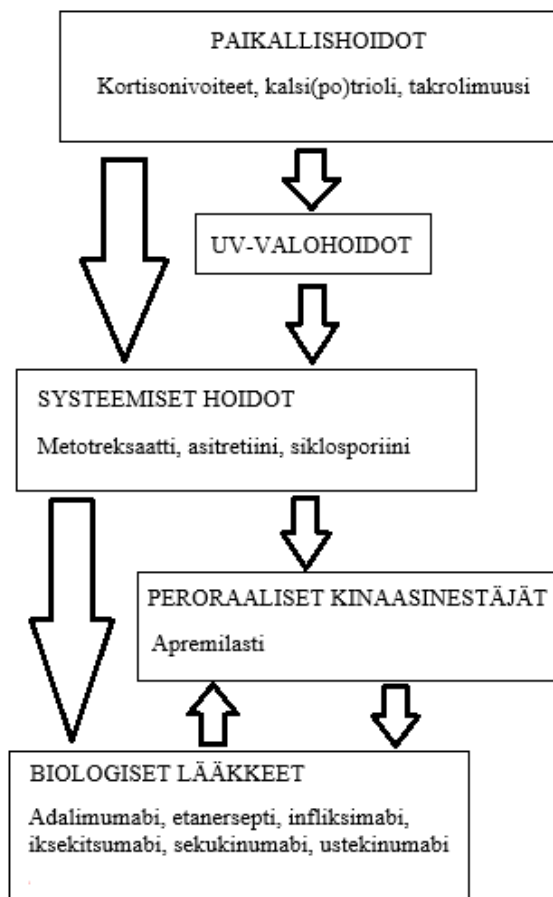 PAIKALLISHOIDOT
Kortisonivoiteet, kalsi(po)trioli, takrolimuusi
UV-VALOHOIDOT
SYSTEEMISET HOIDOT
Metotreksaatti, asitretiini, siklosporiini
PERORAALISET KINAASINESTÄJÄT
Apremilasti
BIOLOGISET LÄÄKKEET
Adalimumabi, etanersepti, infliksimabi,
iksekitsumabi, sekukinumabi, ustekinumabi